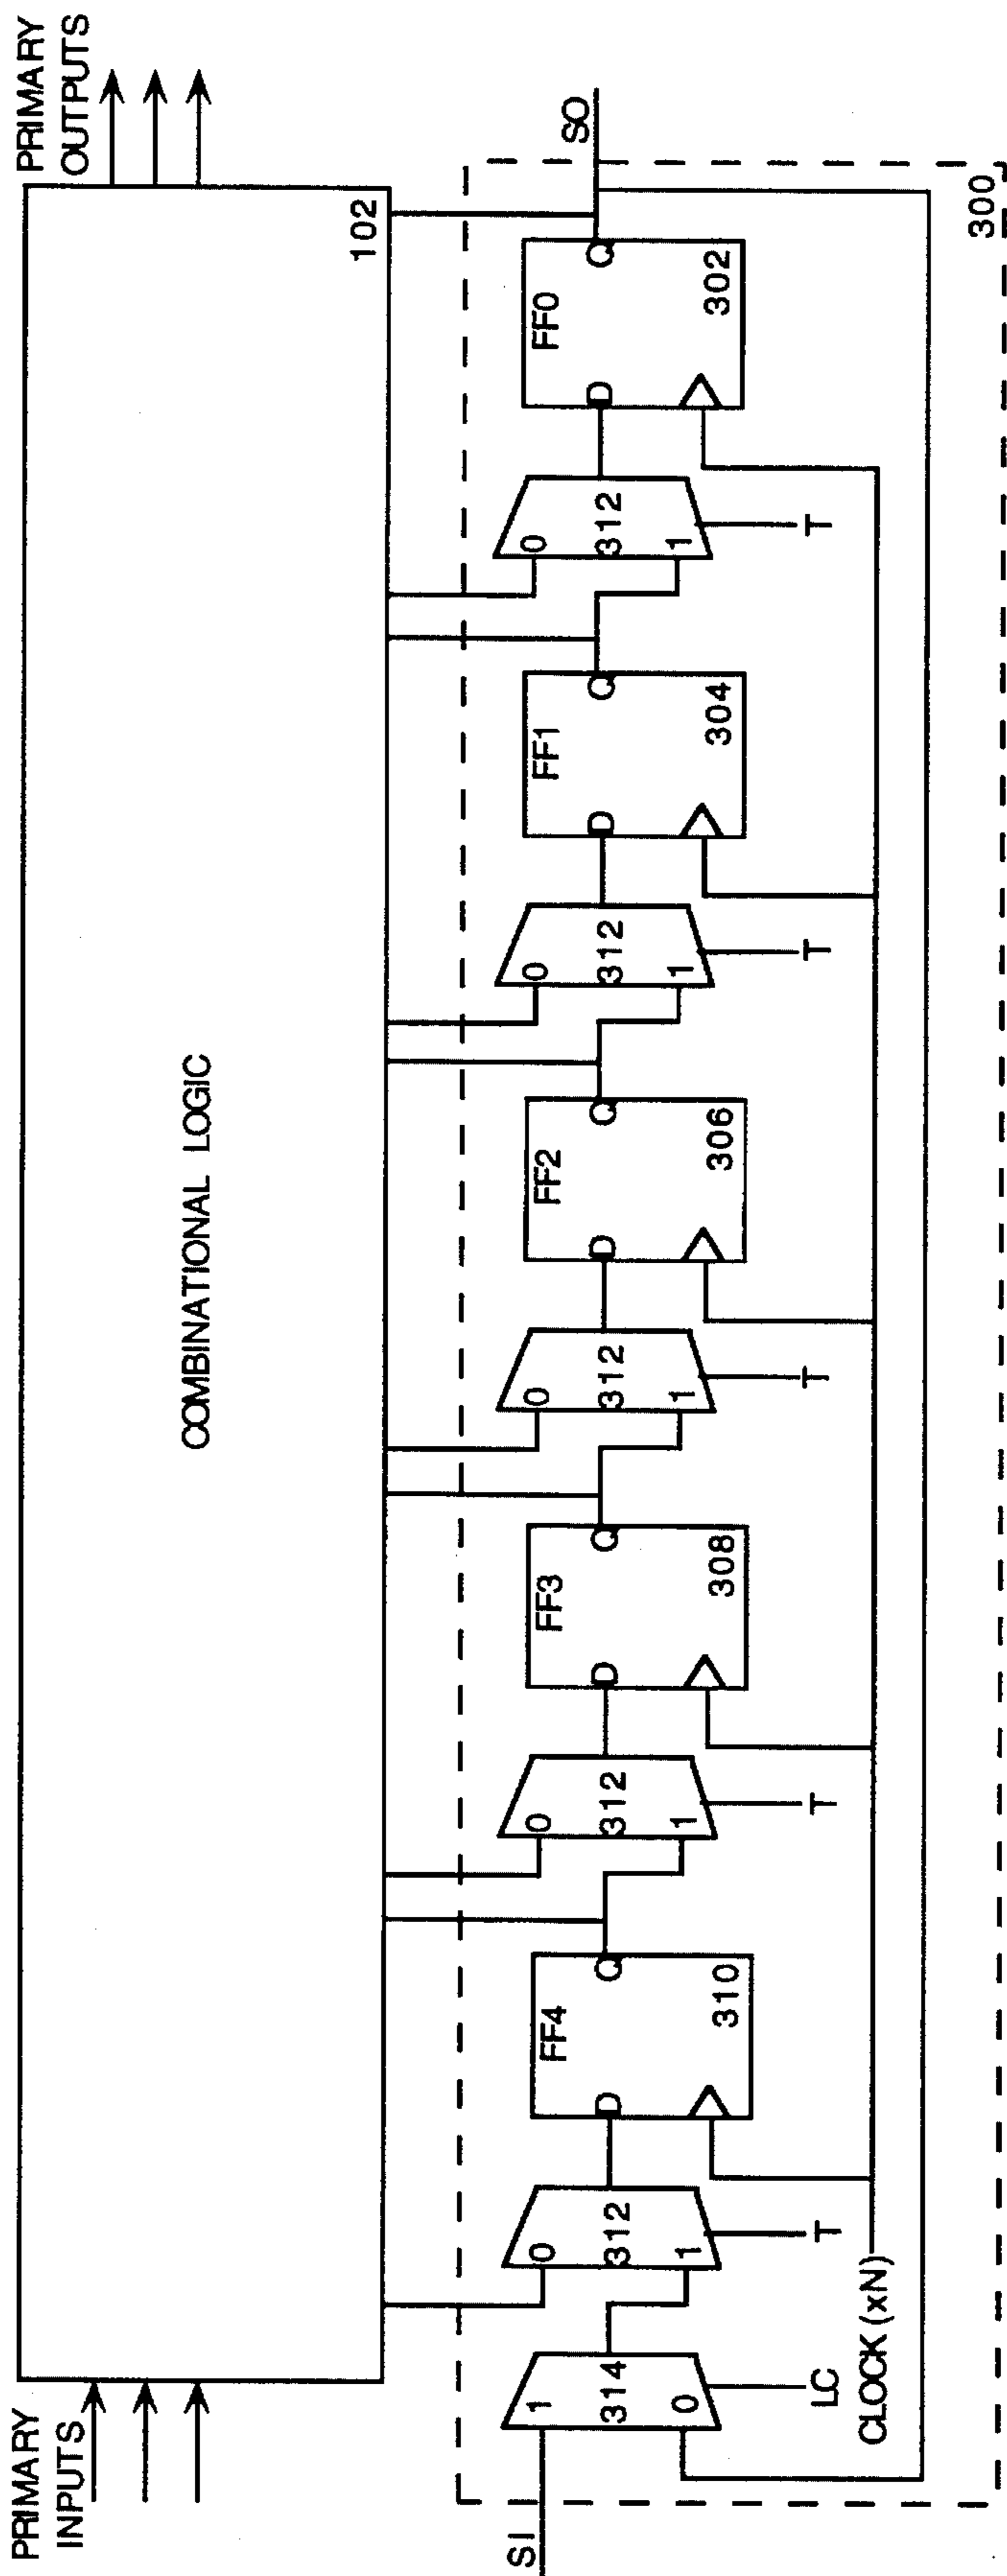 PRIMARY
INPUTS
PRIMARY
OUTPUTS
COMBINATIONAL LOGIC
102
SI
1
314
0
LC
0
312
1
T
FF4
D
Q
310
0
312
1
T
FF3
D
Q
308
0
312
1
T
FF2
D
Q
306
0
312
1
T
FF1
D
Q
304
0
312
1
T
FF0
D
Q
302
SO
CLOCK (xN)
300